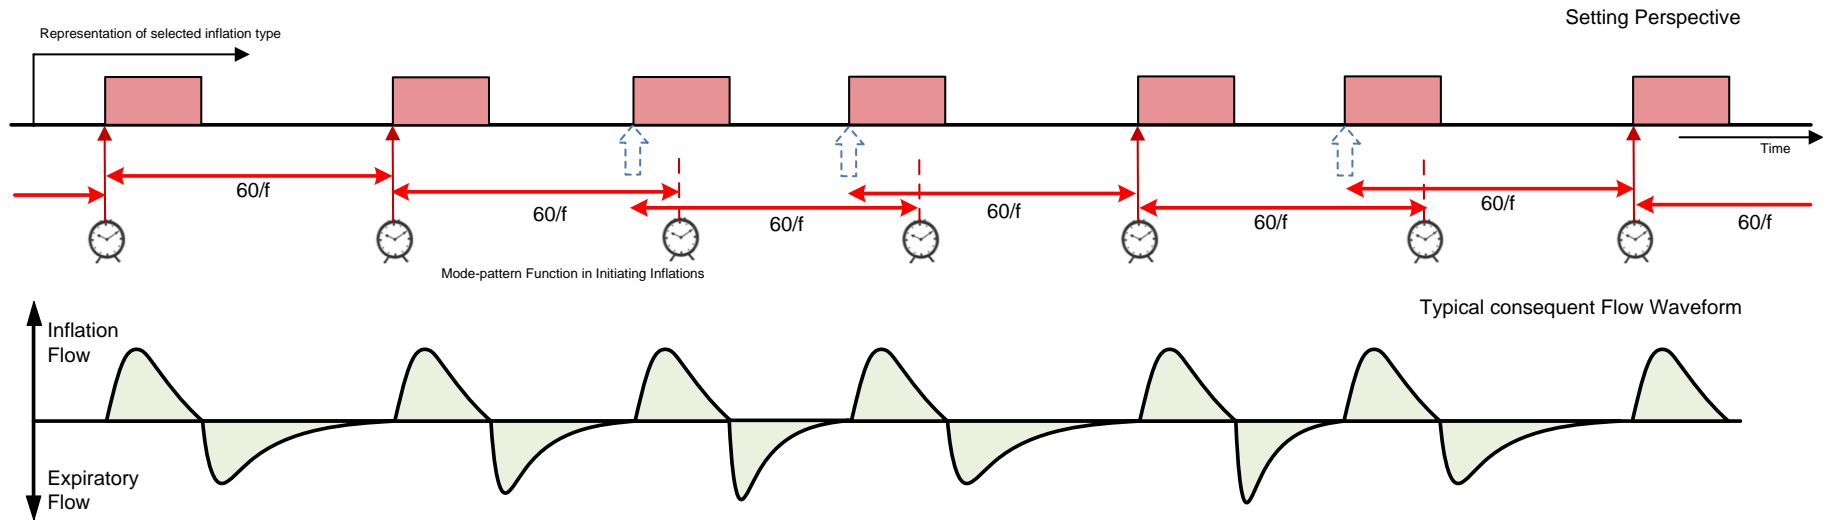 Setting Perspective
Representation of selected inflation type
Time
60/f
60/f
60/f
60/f
60/f
60/f
60/f
Mode-pattern Function in Initiating Inflations
Typical consequent Flow Waveform
Inflation
Flow
Expiratory
Flow